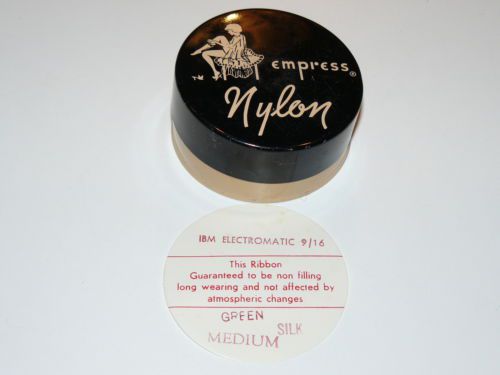 empress®
Nylon
TM
IBM ELECTROMATIC 9/16
This Ribbon
Guaranteed to be non filling
long wearing and not affected by
atmospheric changes
GREEN
SILK
MEDIUM